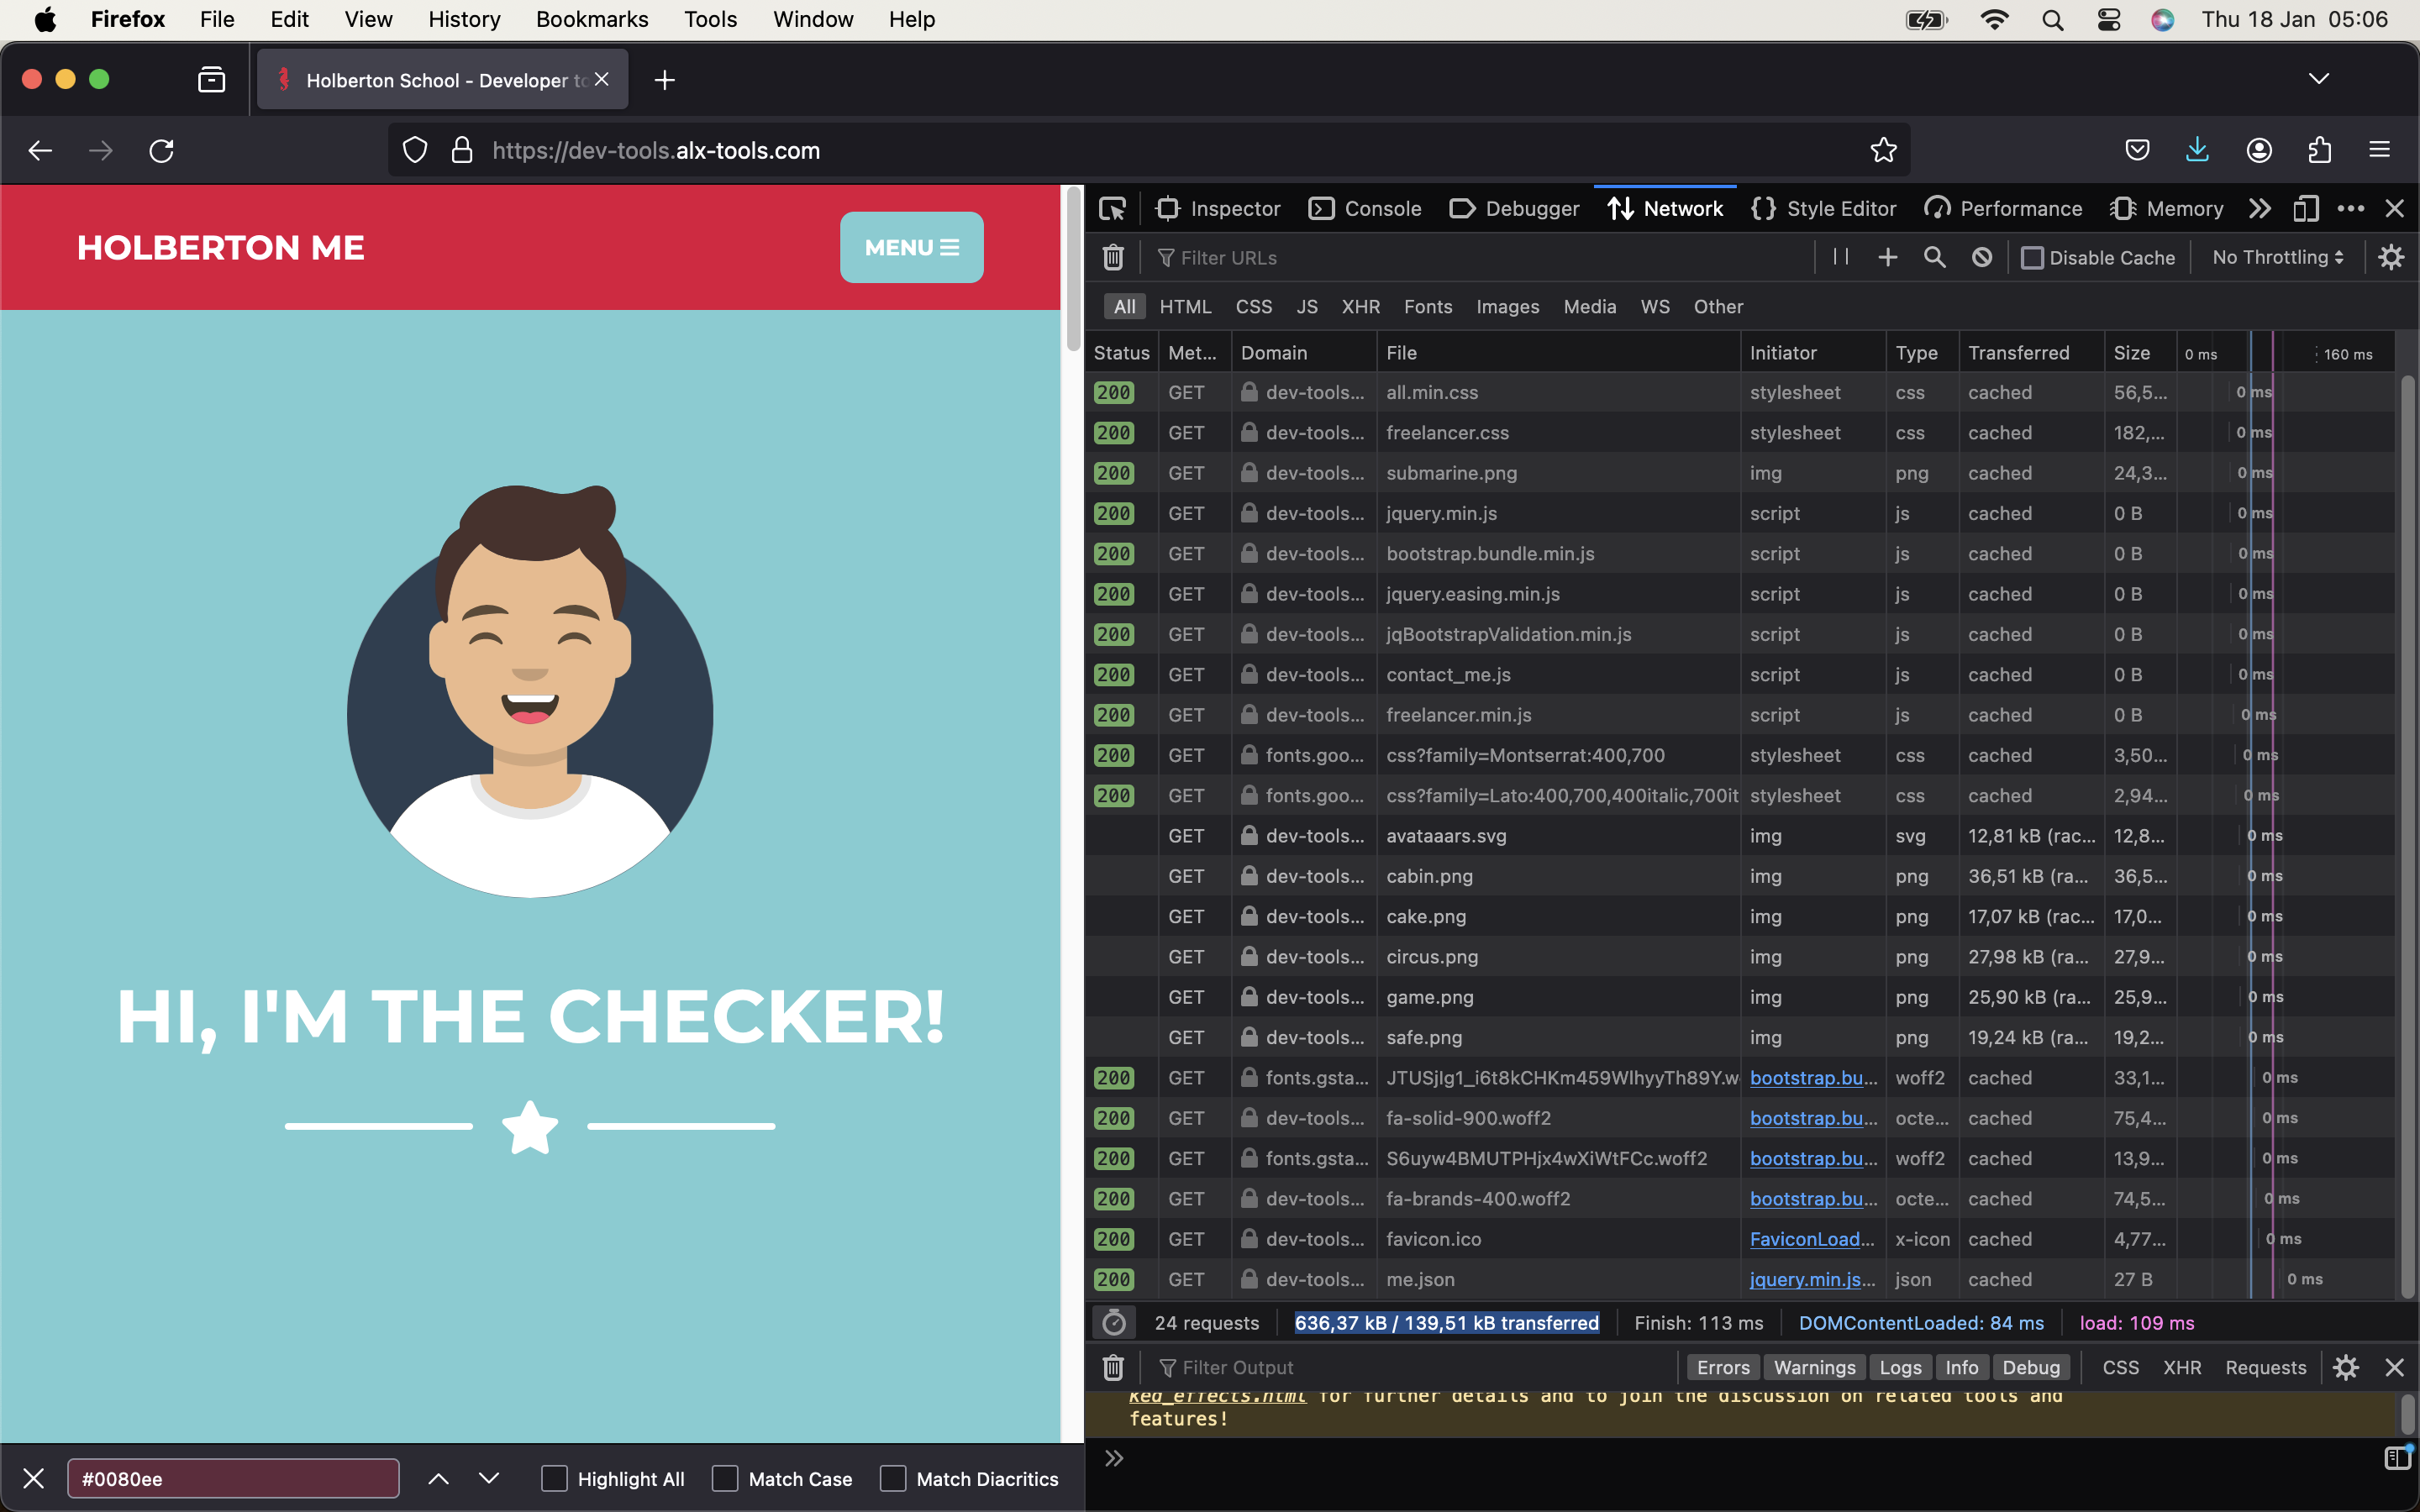 Firefox File Edit View History Bookmarks Tools Window Help Thu 18 Jan 05:06
Holberton School - Developer to
https://dev-tools.alx-tools.com
HOLBERTON ME
MENU
HI, I'M THE CHECKER!
#0080ee Highlight All Match Case Match Diacritics
Inspector Console Debugger Network Style Editor Performance Memory
Filter URLs Disable Cache No Throttling
All HTML CSS JS XHR Fonts Images Media WS Other
Status Met... Domain File Initiator Type Transferred Size 0 ms 160 ms
200 GET dev-tools... all.min.css stylesheet css cached 56,5... 0 ms
200 GET dev-tools... freelancer.css stylesheet css cached 182,... 0 ms
200 GET dev-tools... submarine.png img png cached 24,3... 0 ms
200 GET dev-tools... jquery.min.js script js cached 0 B 0 ms
200 GET dev-tools... bootstrap.bundle.min.js script js cached 0 B 0 ms
200 GET dev-tools... jquery.easing.min.js script js cached 0 B 0 ms
200 GET dev-tools... jqBootstrapValidation.min.js script js cached 0 B 0 ms
200 GET dev-tools... contact_me.js script js cached 0 B 0 ms
200 GET dev-tools... freelancer.min.js script js cached 0 B 0 ms
200 GET fonts.goo... css?family=Montserrat:400,700 stylesheet css cached 3,50... 0 ms
200 GET fonts.goo... css?family=Lato:400,700,400italic,700it stylesheet css cached 2,94... 0 ms
GET dev-tools... avataaars.svg img svg 12,81 kB (rac... 12,8... 0 ms
GET dev-tools... cabin.png img png 36,51 kB (ra... 36,5... 0 ms
GET dev-tools... cake.png img png 17,07 kB (rac... 17,0... 0 ms
GET dev-tools... circus.png img png 27,98 kB (ra... 27,9... 0 ms
GET dev-tools... game.png img png 25,90 kB (ra... 25,9... 0 ms
GET dev-tools... safe.png img png 19,24 kB (ra... 19,2... 0 ms
200 GET fonts.gsta... JTUSjIg1_i6t8kCHKm459WlhyyTh89Y.w bootstrap.bu... woff2 cached 33,1... 0 ms
200 GET dev-tools... fa-solid-900.woff2 bootstrap.bu... octe... cached 75,4... 0 ms
200 GET fonts.gsta... S6uyw4BMUTPHjx4wXiWtFCc.woff2 bootstrap.bu... woff2 cached 13,9... 0 ms
200 GET dev-tools... fa-brands-400.woff2 bootstrap.bu... octe... cached 74,5... 0 ms
200 GET dev-tools... favicon.ico FaviconLoad... x-icon cached 4,77... 0 ms
200 GET dev-tools... me.json jquery.min.js... json cached 27 B 0 ms
24 requests 636,37 kB / 139,51 kB transferred Finish: 113 ms DOMContentLoaded: 84 ms load: 109 ms
Filter Output Errors Warnings Logs Info Debug CSS XHR Requests
ked_effects.html for further details and to join the discussion on related tools and
features!